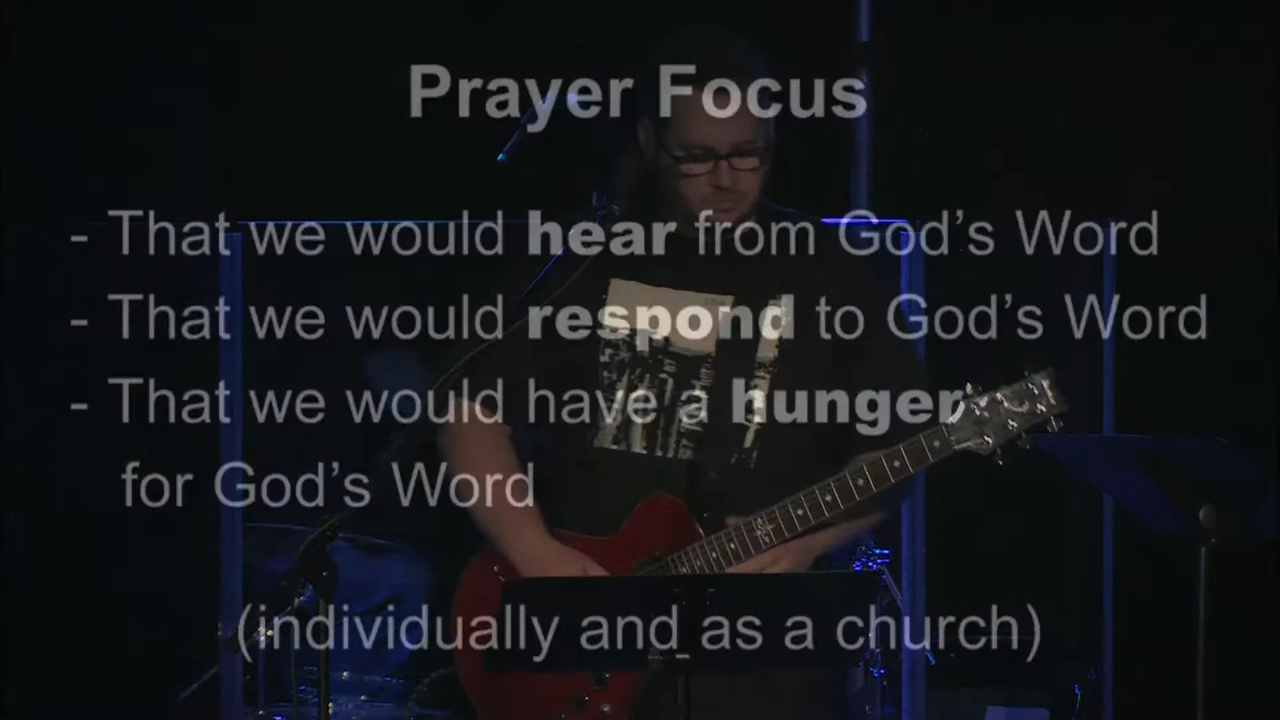 Prayer Focus
- That we would hear from God's Word
- That we would respond to God's Word
- That we would have a hunger
for God's Word
(individually and as a church)